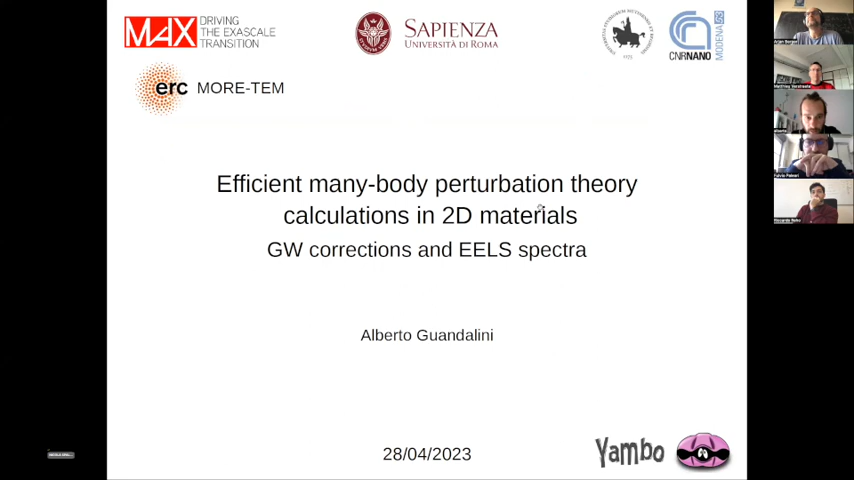 MAX DRIVING
THE EXASCALE
TRANSITION
SAPIENZA
UNIVERSITÀ DI ROMA
CNRNANO
MODENA
erc MORE-TEM
Efficient many-body perturbation theory
calculations in 2D materials
GW corrections and EELS spectra
Alberto Guandalini
28/04/2023
Yambo